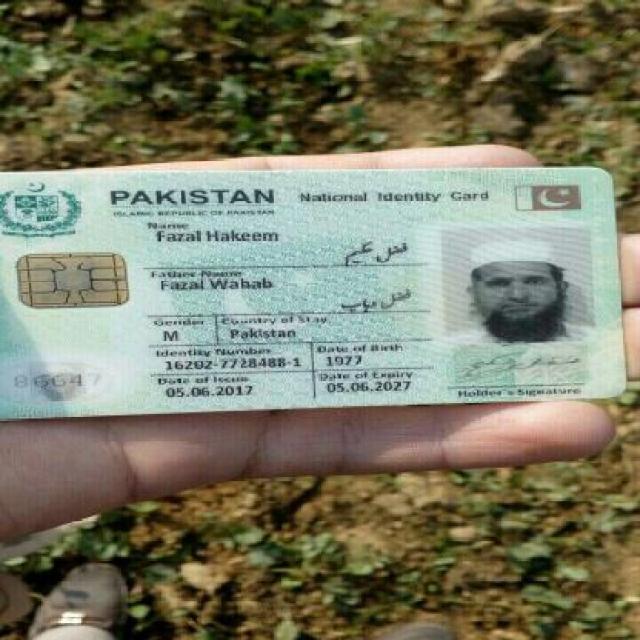 PAKISTAN National Identity Card
ISLAMIC REPUBLIC OF PAKISTAN
Name
Fazal Hakeem
فضل حکیم
Father Name
Fazal Wahab
فضل وہاب
Gender Country of Stay
M Pakistan
Identity Number Date of Birth
16202-7728488-1 1977
Date of Issue Date of Expiry
05.06.2017 05.06.2027
Holder's Signature